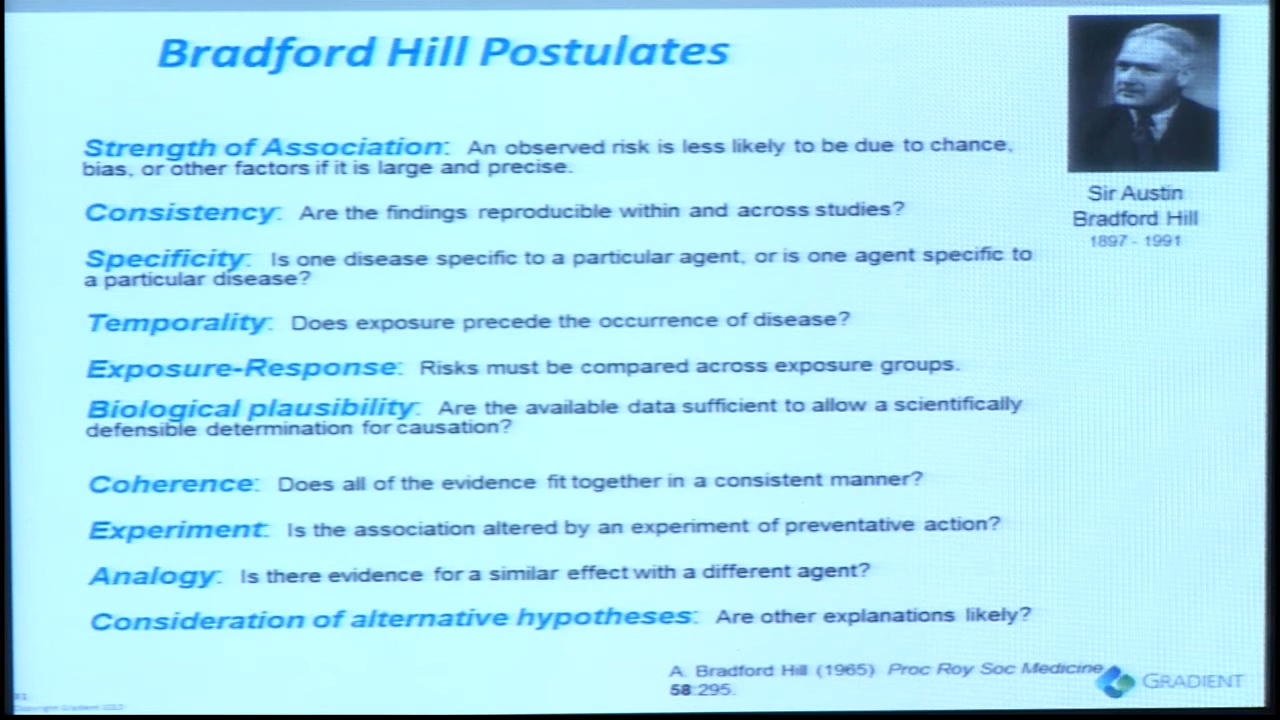 Bradford Hill Postulates
Strength of Association: An observed risk is less likely to be due to chance,
bias, or other factors if it is large and precise.
Consistency: Are the findings reproducible within and across studies?
Specificity: Is one disease specific to a particular agent, or is one agent specific to
a particular disease?
Temporality: Does exposure precede the occurrence of disease?
Exposure-Response: Risks must be compared across exposure groups.
Biological plausibility: Are the available data sufficient to allow a scientifically
defensible determination for causation?
Coherence: Does all of the evidence fit together in a consistent manner?
Experiment: Is the association altered by an experiment of preventative action?
Analogy: Is there evidence for a similar effect with a different agent?
Consideration of alternative hypotheses: Are other explanations likely?
Sir Austin
Bradford Hill
1897 - 1991
A. Bradford Hill (1965) Proc Roy Soc Medicine
58:295.
GRADIENT
Copyright Gradient